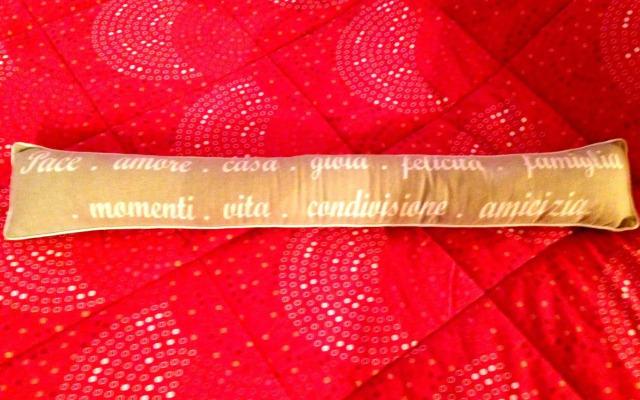 Pace . amore . casa . gioia . felicità . famiglia
. momenti . vita . condivisione . amicizia